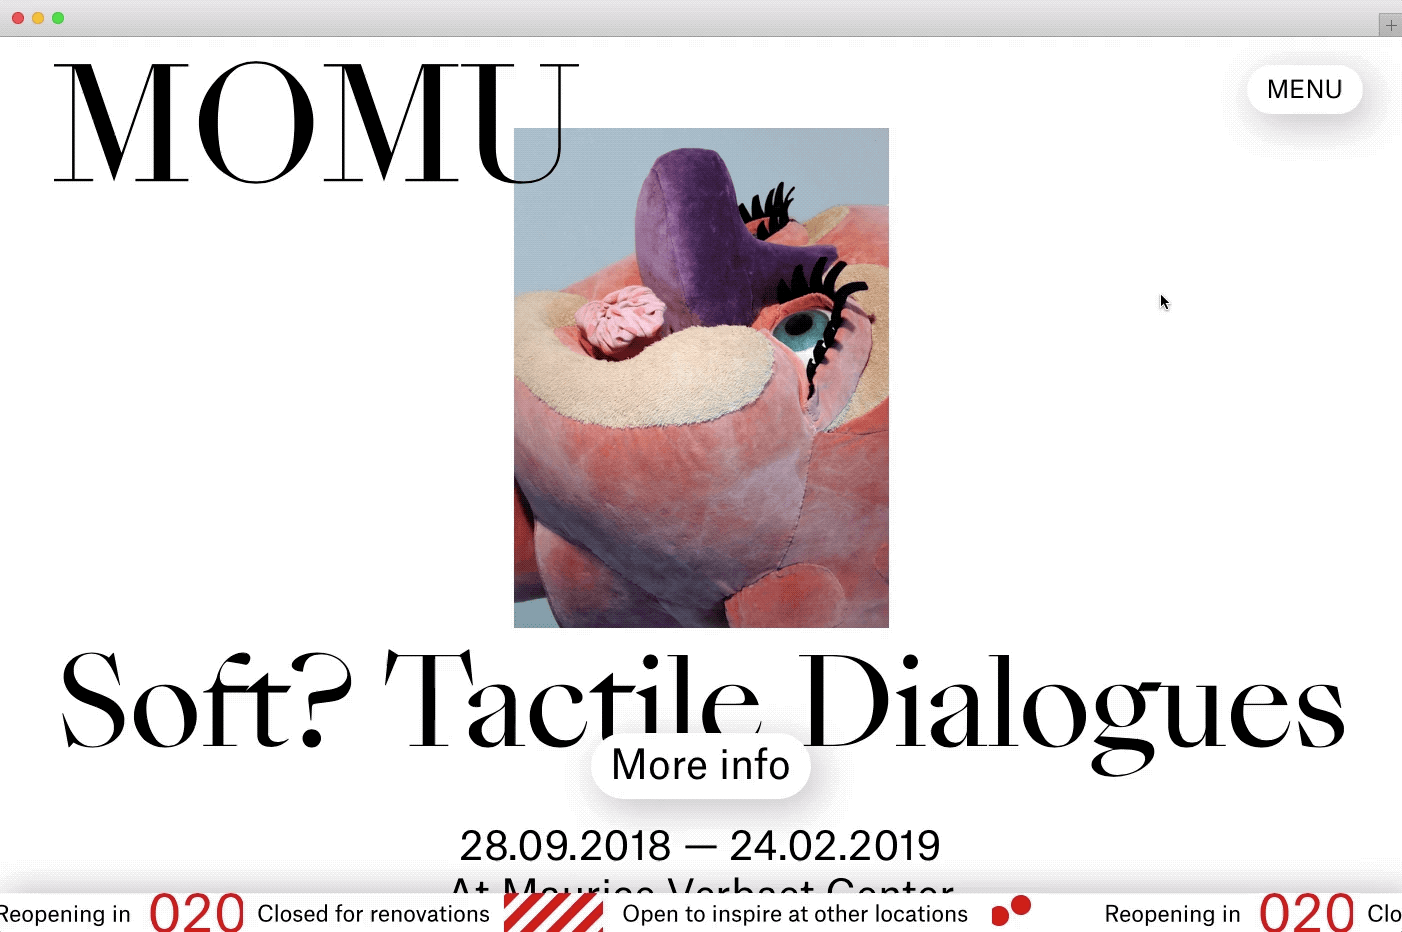 MOMU
MENU
Soft? Tactile Dialogues
More info
28.09.2018 — 24.02.2019
At Maurice Verbaet Center
Reopening in 020 Closed for renovations Open to inspire at other locations Reopening in 020 Clo